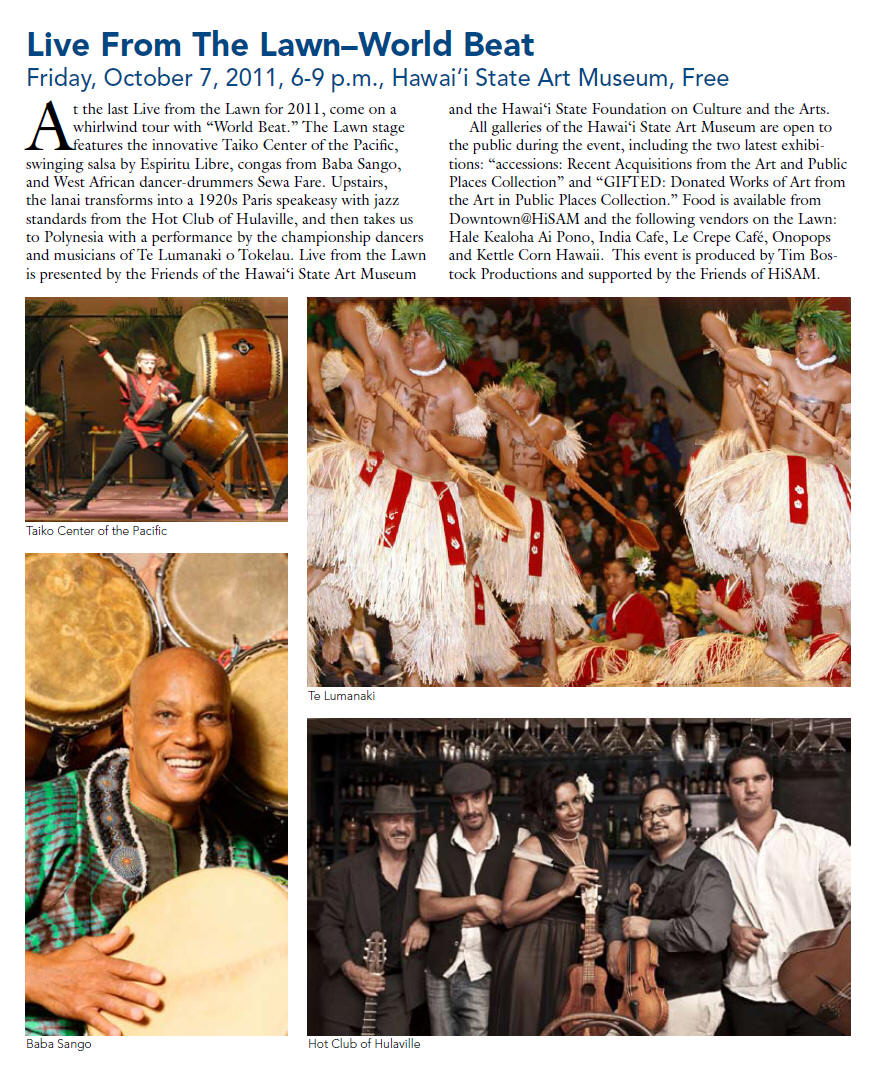 Live From The Lawn–World Beat
Friday, October 7, 2011, 6-9 p.m., Hawai‘i State Art Museum, Free
At the last Live from the Lawn for 2011, come on a
whirlwind tour with “World Beat.” The Lawn stage
features the innovative Taiko Center of the Pacific,
swinging salsa by Espiritu Libre, congas from Baba Sango,
and West African dancer-drummers Sewa Fare. Upstairs,
the lanai transforms into a 1920s Paris speakeasy with jazz
standards from the Hot Club of Hulaville, and then takes us
to Polynesia with a performance by the championship dancers
and musicians of Te Lumanaki o Tokelau. Live from the Lawn
is presented by the Friends of the Hawai‘i State Art Museum
and the Hawai‘i State Foundation on Culture and the Arts.
All galleries of the Hawai‘i State Art Museum are open to
the public during the event, including the two latest exhibi-
tions: “accessions: Recent Acquisitions from the Art and Public
Places Collection” and “GIFTED: Donated Works of Art from
the Art in Public Places Collection.” Food is available from
Downtown@HiSAM and the following vendors on the Lawn:
Hale Kealoha Ai Pono, India Cafe, Le Crepe Café, Onopops
and Kettle Corn Hawaii. This event is produced by Tim Bos-
tock Productions and supported by the Friends of HiSAM.
Taiko Center of the Pacific
Te Lumanaki
Baba Sango
Hot Club of Hulaville